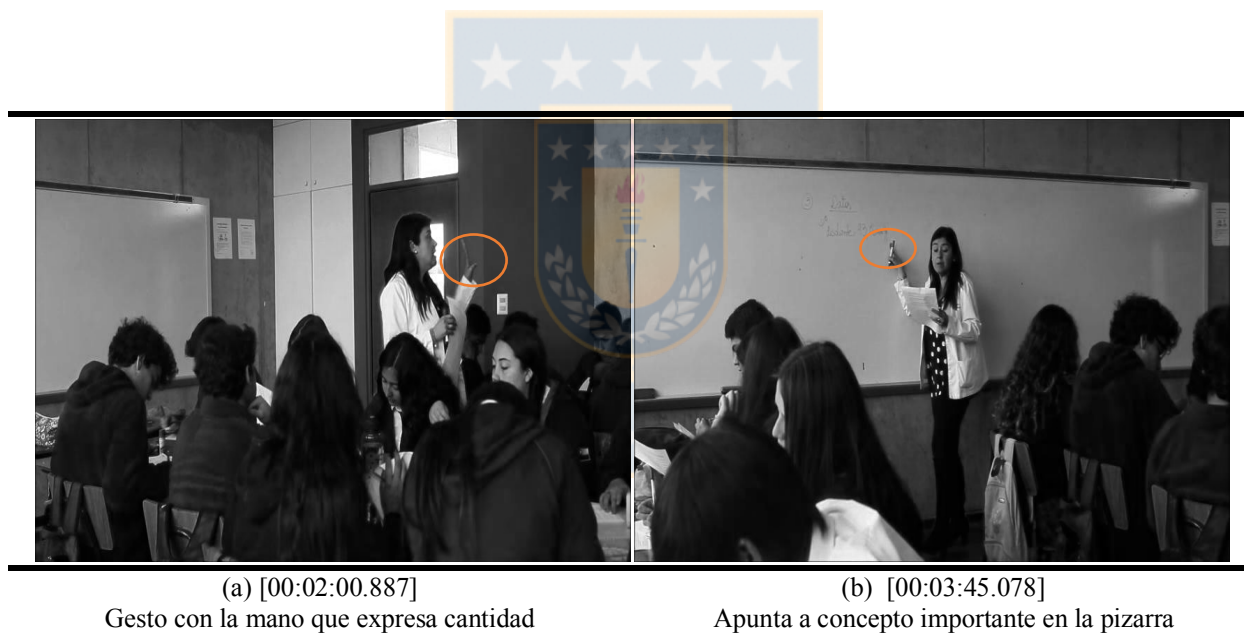 Datos
(a) [00:02:00.887]
Gesto con la mano que expresa cantidad
(b) [00:03:45.078]
Apunta a concepto importante en la pizarra